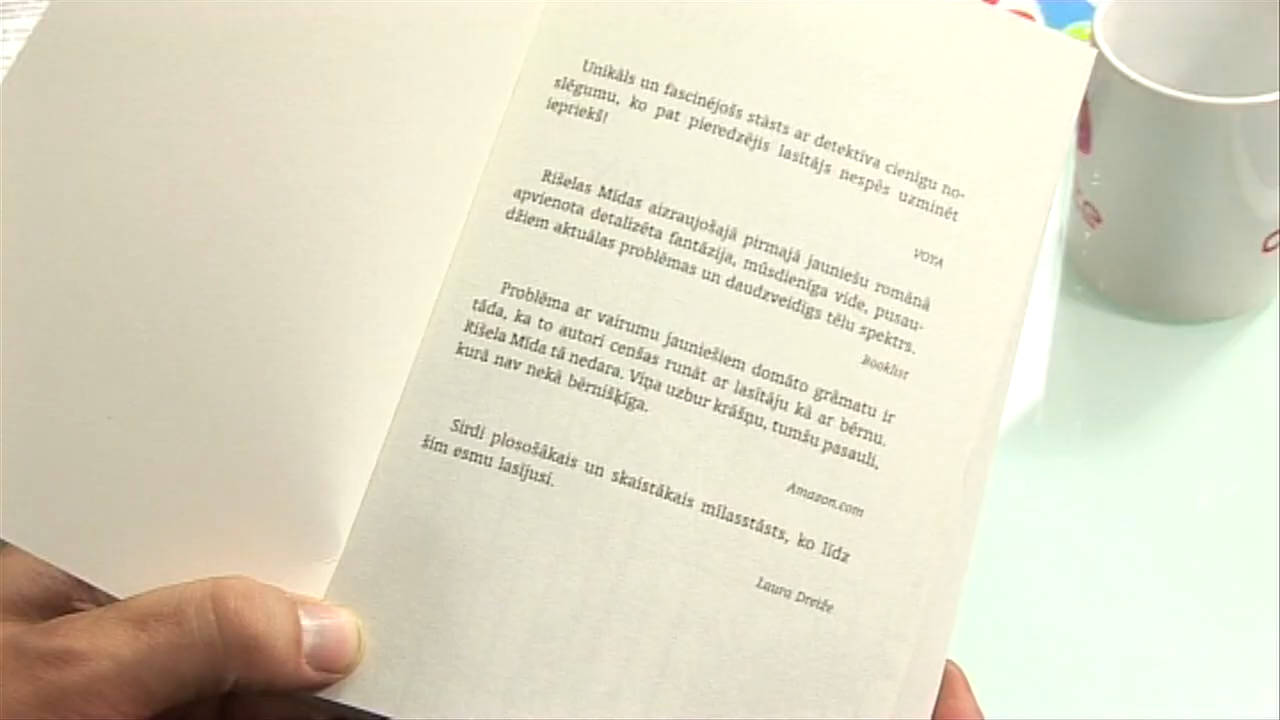 Unikāls un fascinējošs stāsts ar detektīva cienīgu no-
slēgumu, ko pat pieredzējis lasītājs nespēs uzminēt
iepriekš!
VOYA
Rišelas Mīdas aizraujošajā pirmajā jauniešu romānā
apvienota detalizēta fantāzija, mūsdienīga vide, pusau-
džiem aktuālas problēmas un daudzveidīgs tēlu spektrs.
Booklist
Problēma ar vairumu jauniešiem domāto grāmatu ir
tāda, ka to autori cenšas runāt ar lasītāju kā ar bērnu.
Rišela Mīda tā nedara. Viņa uzbur krāšņu, tumšu pasauli,
kurā nav nekā bērnišķīga.
Amazon.com
Sirdi plosošākais un skaistākais mīlasstāsts, ko līdz
šim esmu lasījusi.
Laura Dreiže